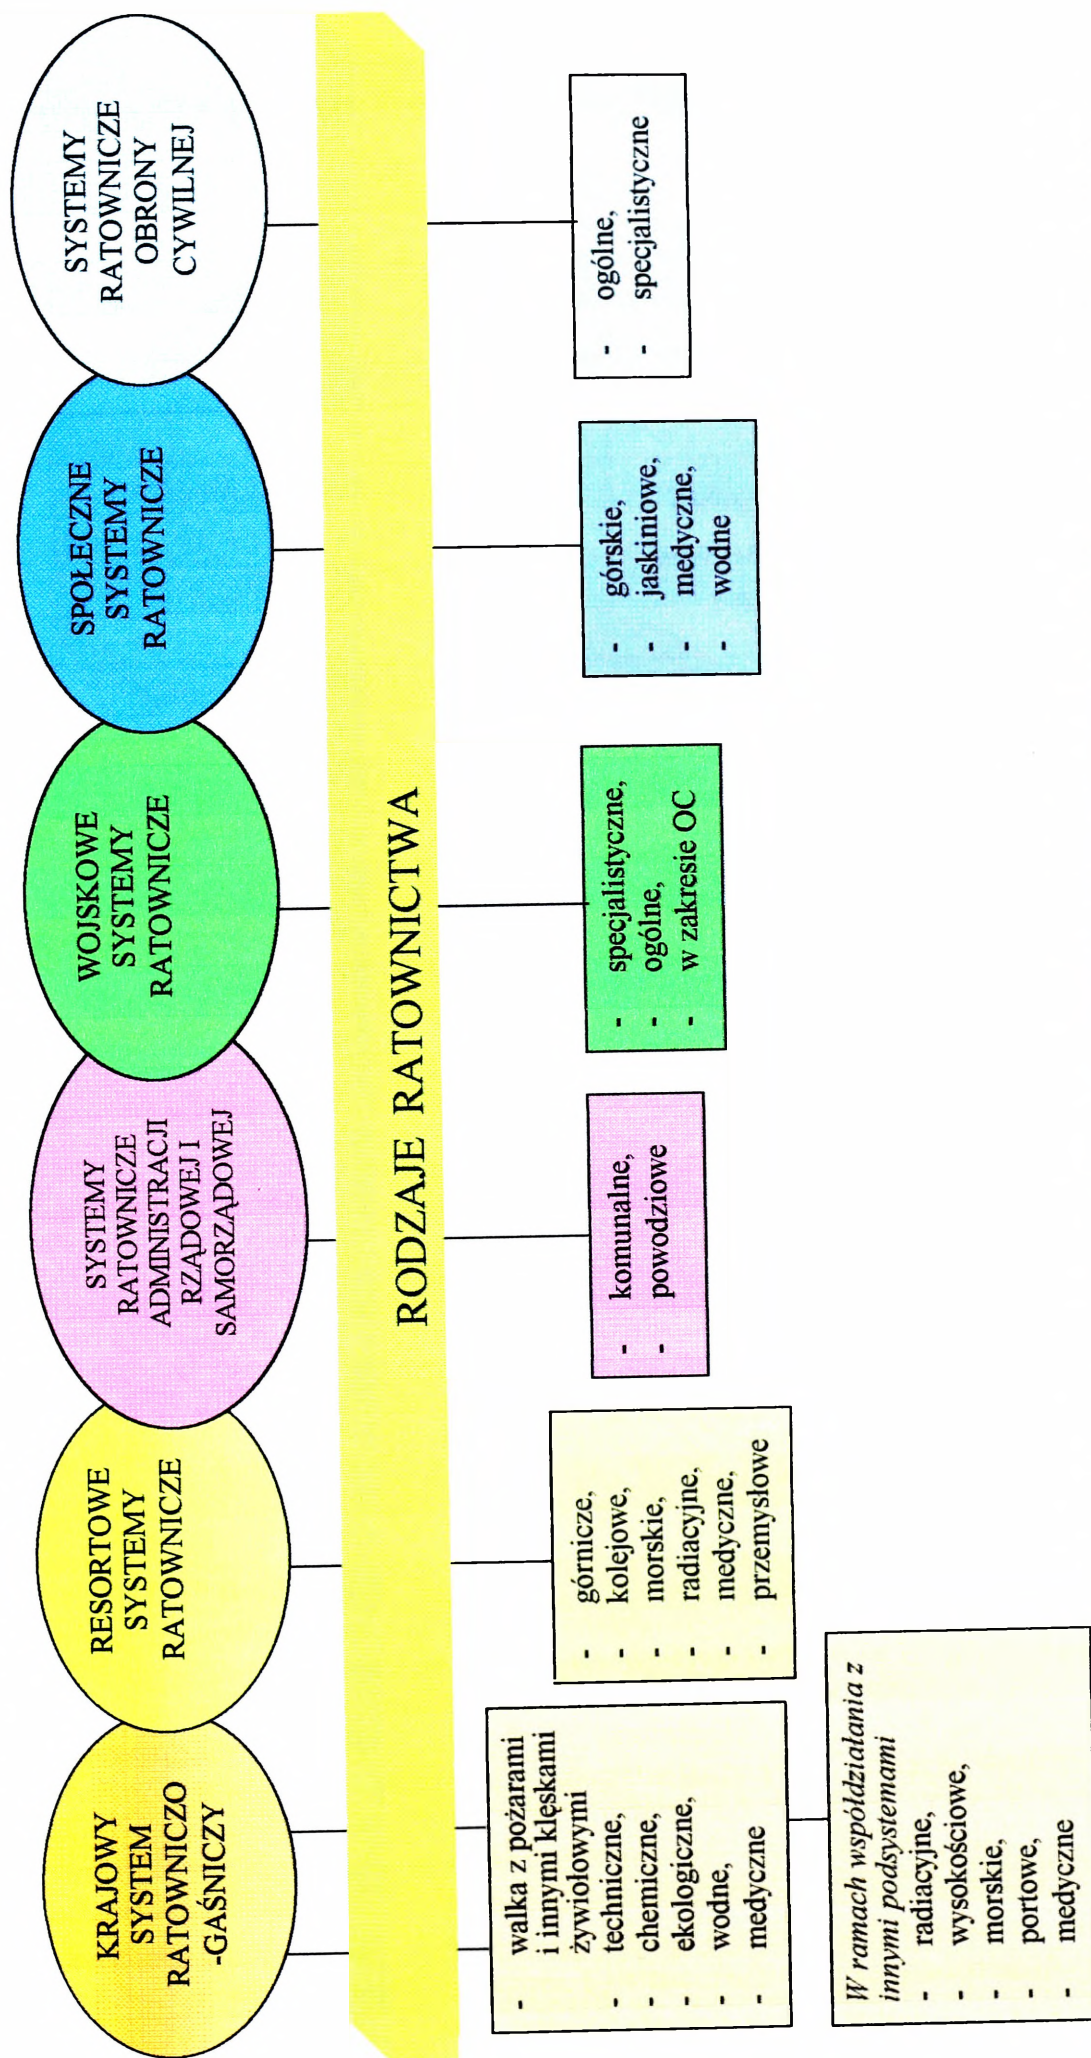 KRAJOWY
SYSTEM
RATOWNICZO
-GAŚNICZY
RESORTOWE
SYSTEMY
RATOWNICZE
SYSTEMY
RATOWNICZE
ADMINISTRACJI
RZĄDOWEJ I
SAMORZĄDOWEJ
WOJSKOWE
SYSTEMY
RATOWNICZE
SPOŁECZNE
SYSTEMY
RATOWNICZE
SYSTEMY
RATOWNICZE
OBRONY
CYWILNEJ
RODZAJE RATOWNICTWA
- walka z pożarami
i innymi klęskami
żywiołowymi
- techniczne,
- chemiczne,
- ekologiczne,
- wodne,
- medyczne
W ramach współdziałania z
innymi podsystemami
- radiacyjne,
- wysokościowe,
- morskie,
- portowe,
- medyczne
- górnicze,
- kolejowe,
- morskie,
- radiacyjne,
- medyczne,
- przemysłowe
- komunalne,
- powodziowe
- specjalistyczne,
- ogólne,
- w zakresie OC
- górskie,
- jaskiniowe,
- medyczne,
- wodne
- ogólne,
- specjalistyczne